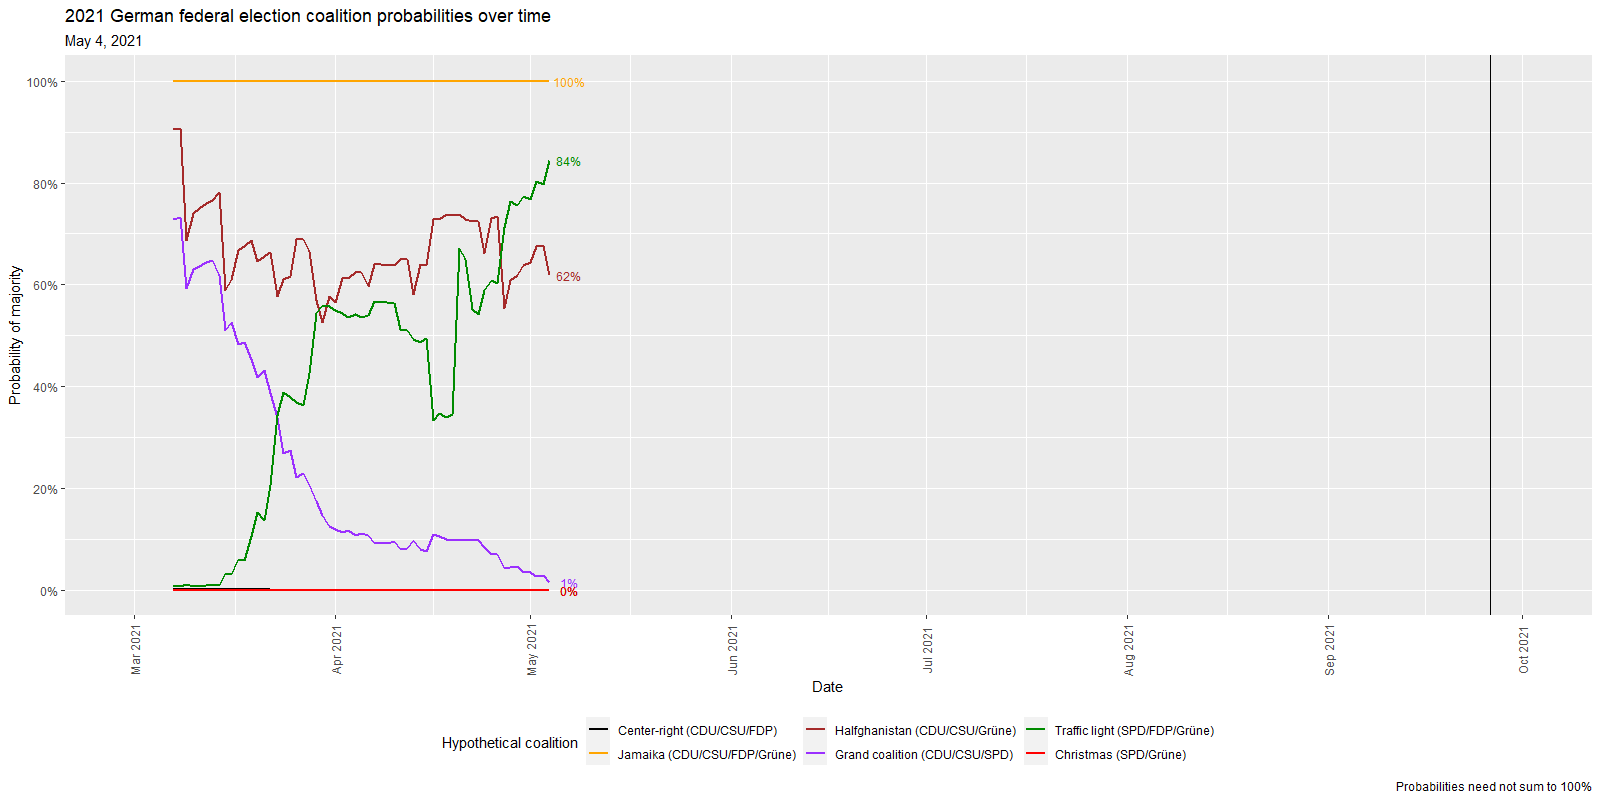 2021 German federal election coalition probabilities over time
May 4, 2021
Probability of majority
100%
80%
60%
40%
20%
0%
100%
84%
62%
1%
0%
Mar 2021
Apr 2021
May 2021
Jun 2021
Jul 2021
Aug 2021
Sep 2021
Oct 2021
Date
Hypothetical coalition
Center-right (CDU/CSU/FDP)
Jamaika (CDU/CSU/FDP/Grüne)
Halfghanistan (CDU/CSU/Grüne)
Grand coalition (CDU/CSU/SPD)
Traffic light (SPD/FDP/Grüne)
Christmas (SPD/Grüne)
Probabilities need not sum to 100%